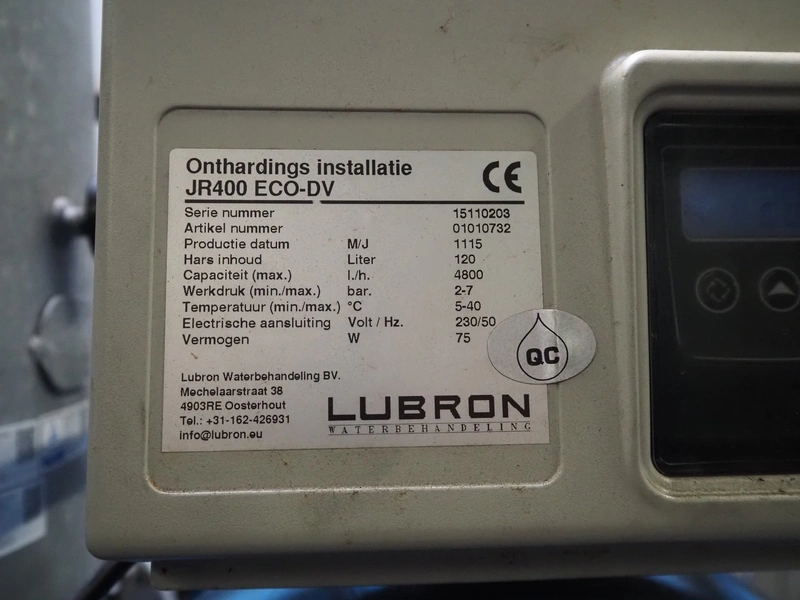 Onthardings installatie
JR400 ECO-DV
CE
Serie nummer 15110203
Artikel nummer 01010732
Productie datum M/J 1115
Hars inhoud Liter 120
Capaciteit (max.) l./h. 4800
Werkdruk (min./max.) bar. 2-7
Temperatuur (min./max.) °C 5-40
Electrische aansluiting Volt / Hz. 230/50
Vermogen W 75
QC
Lubron Waterbehandeling BV.
Mechelaarstraat 38
4903RE Oosterhout
Tel.: +31-162-426931
info@lubron.eu
LUBRON
WATERBEHANDELING